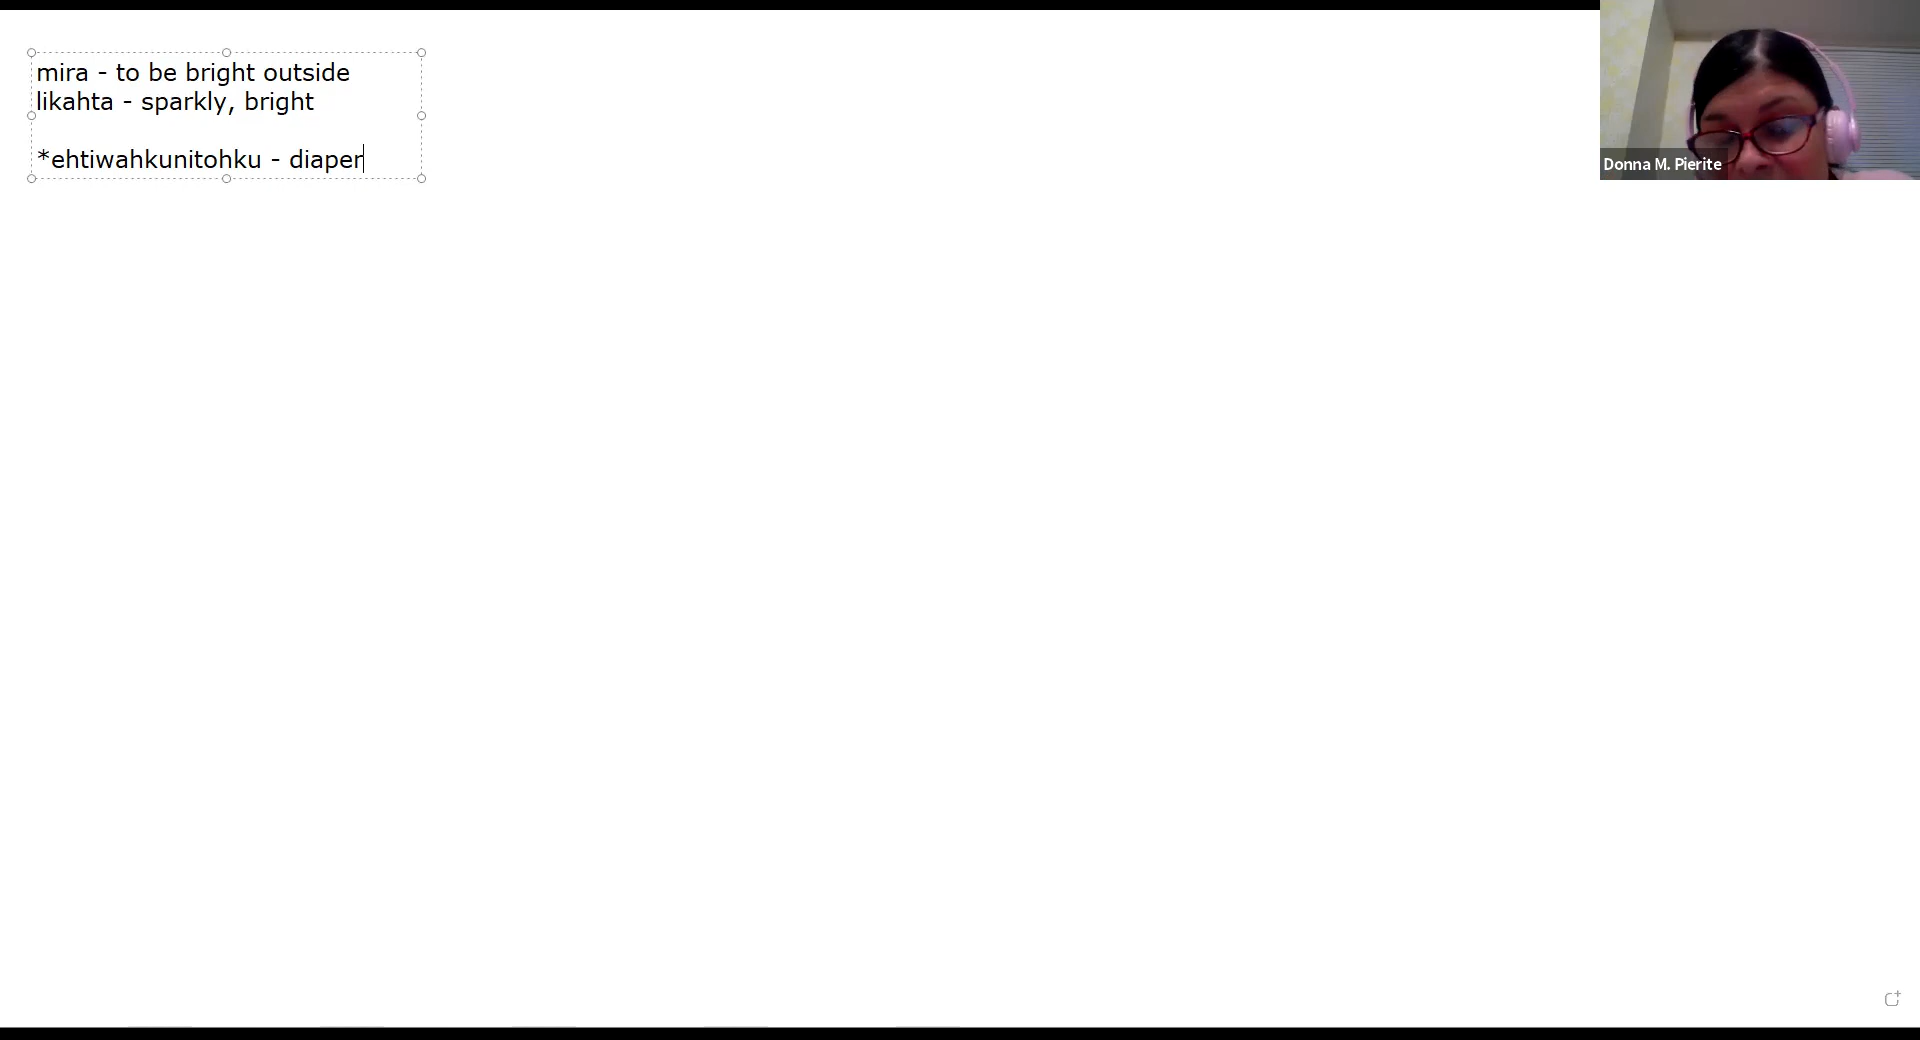 mira - to be bright outside
likahta - sparkly, bright
*ehtiwahkunitohku - diaper
Donna M. Pierite